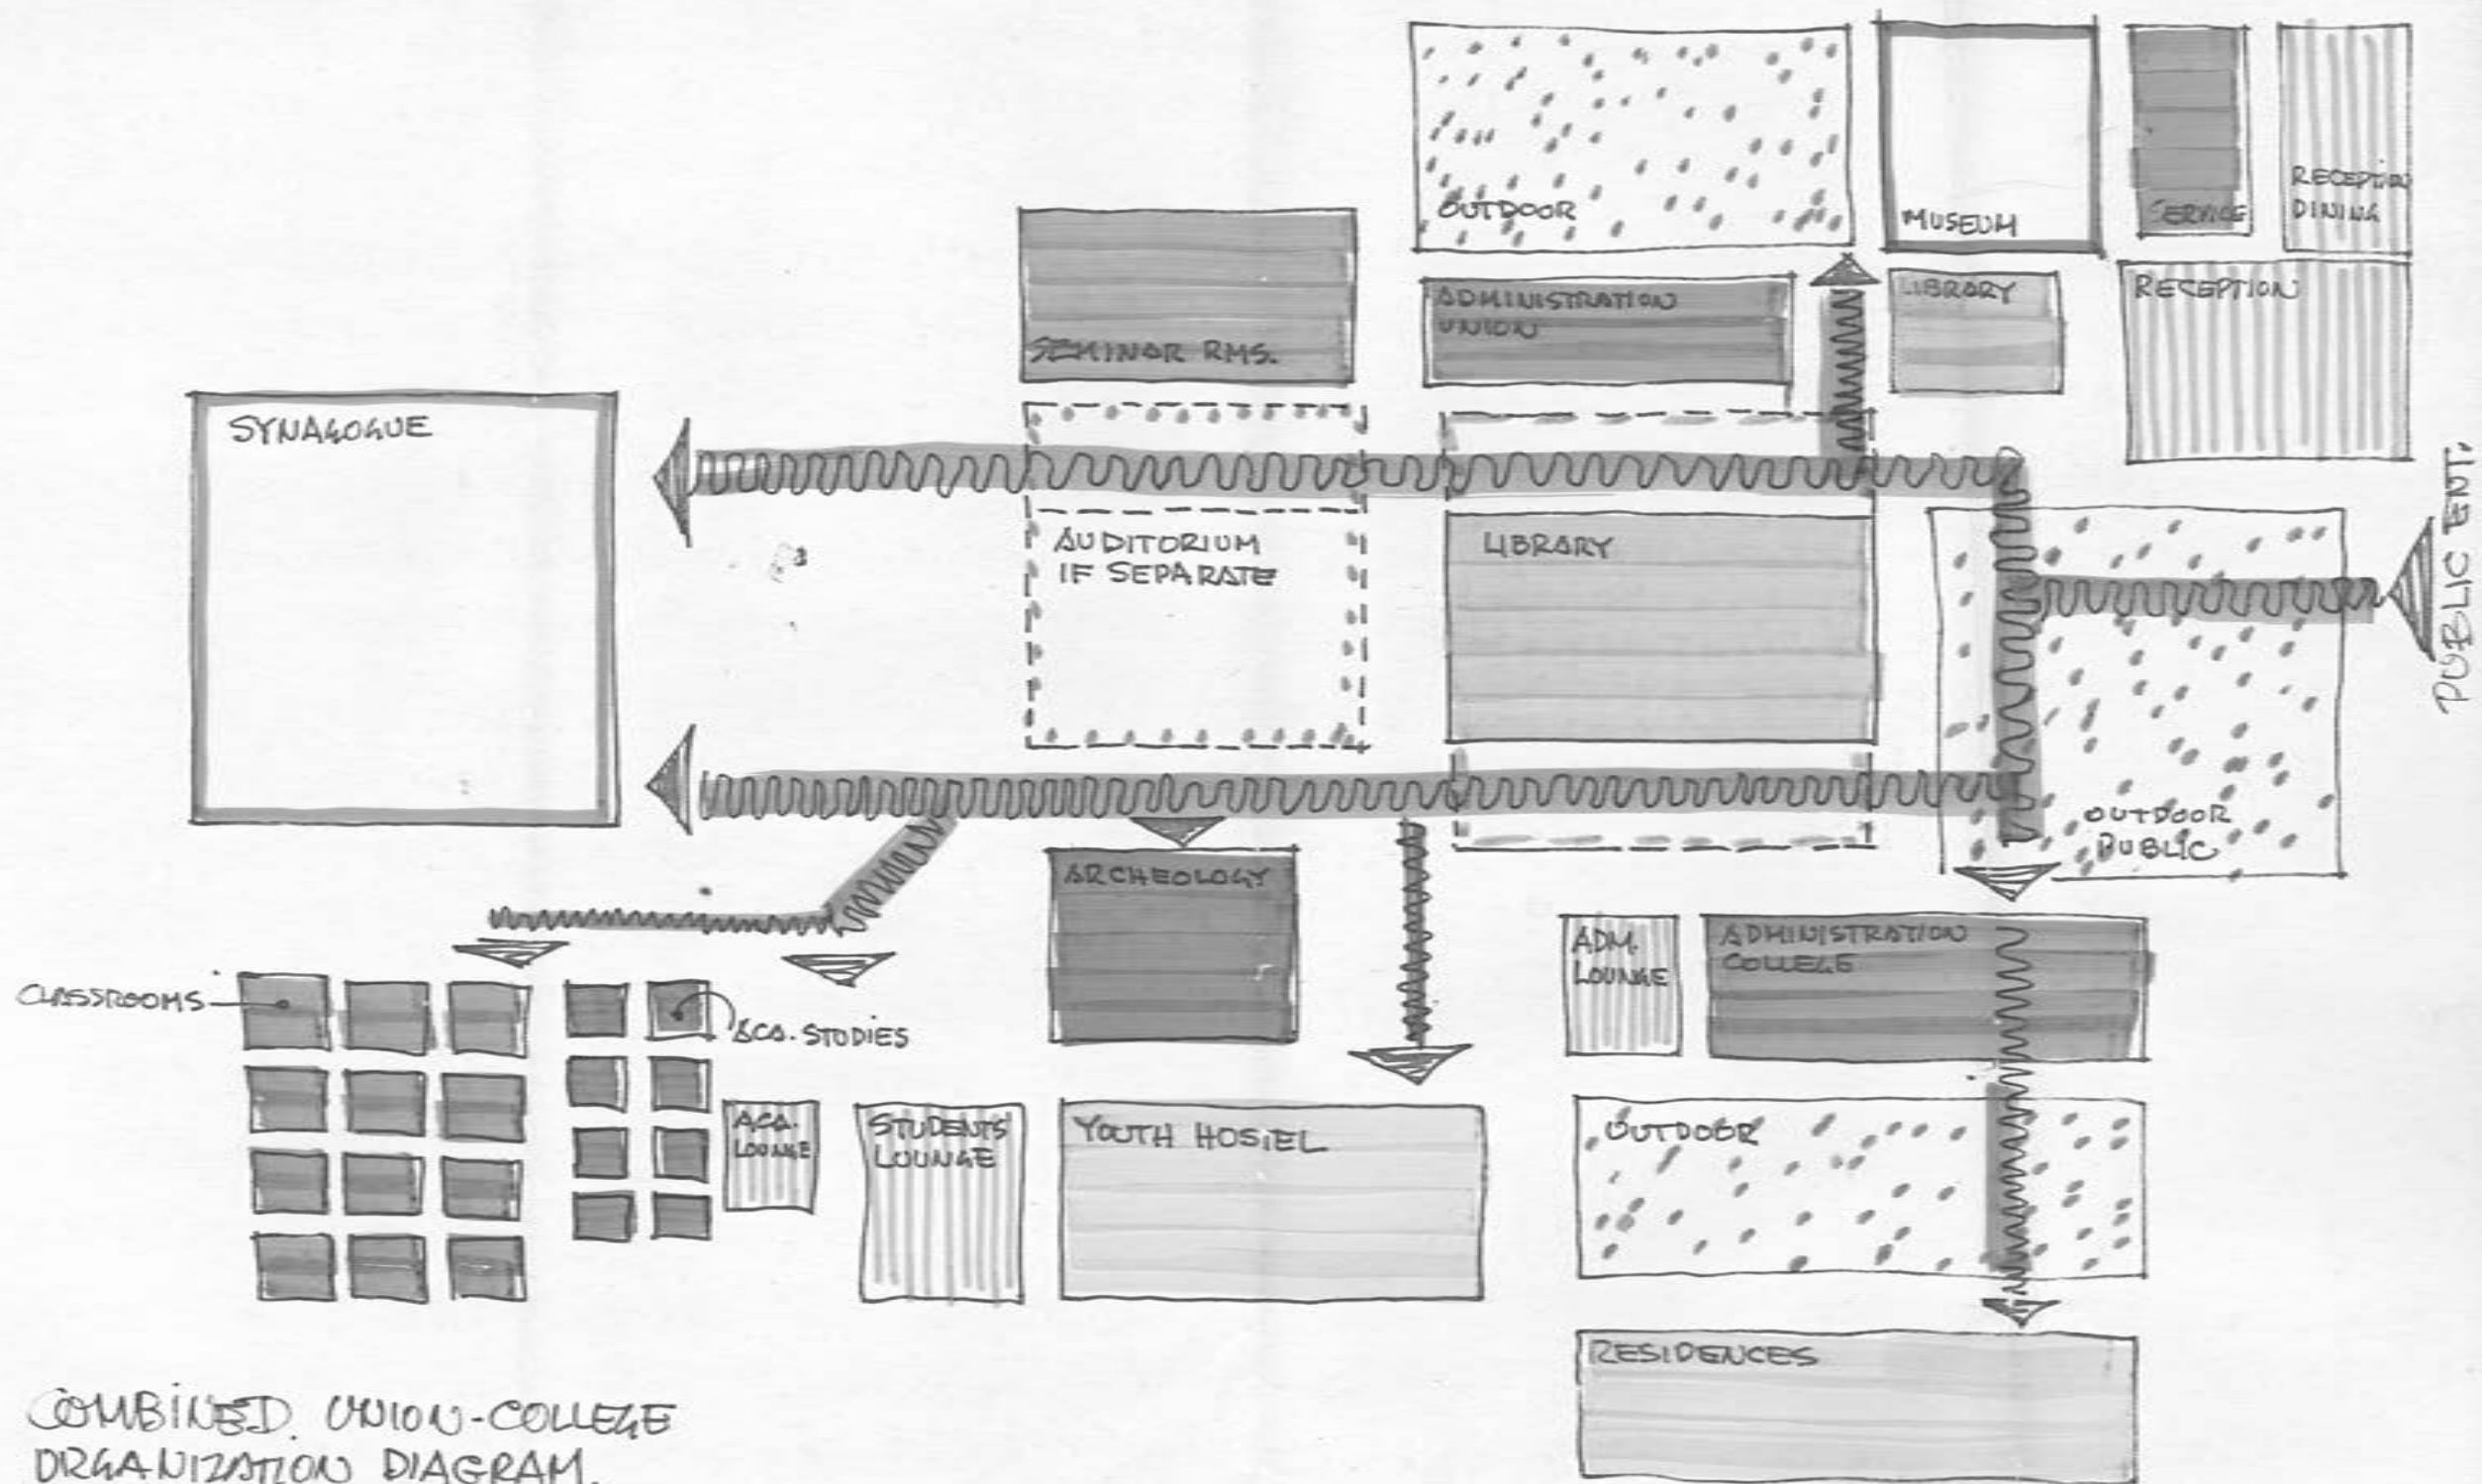 OUTDOOR
MUSEUM
SERVICE
RECEPTION
DINING
SEMINAR RMS.
ADMINISTRATION
UNION
LIBRARY
RECEPTION
SYNAGOGUE
AUDITORIUM
IF SEPARATE
LIBRARY
PUBLIC ENT.
OUTDOOR
PUBLIC
ARCHEOLOGY
ADM.
LOUNGE
ADMINISTRATION
COLLEGE
CLASSROOMS
ACA. STUDIES
ACA.
LOUNGE
STUDENTS
LOUNGE
YOUTH HOSTEL
OUTDOOR
RESIDENCES
COMBINED. UNION-COLLEGE
ORGANIZATION DIAGRAM.